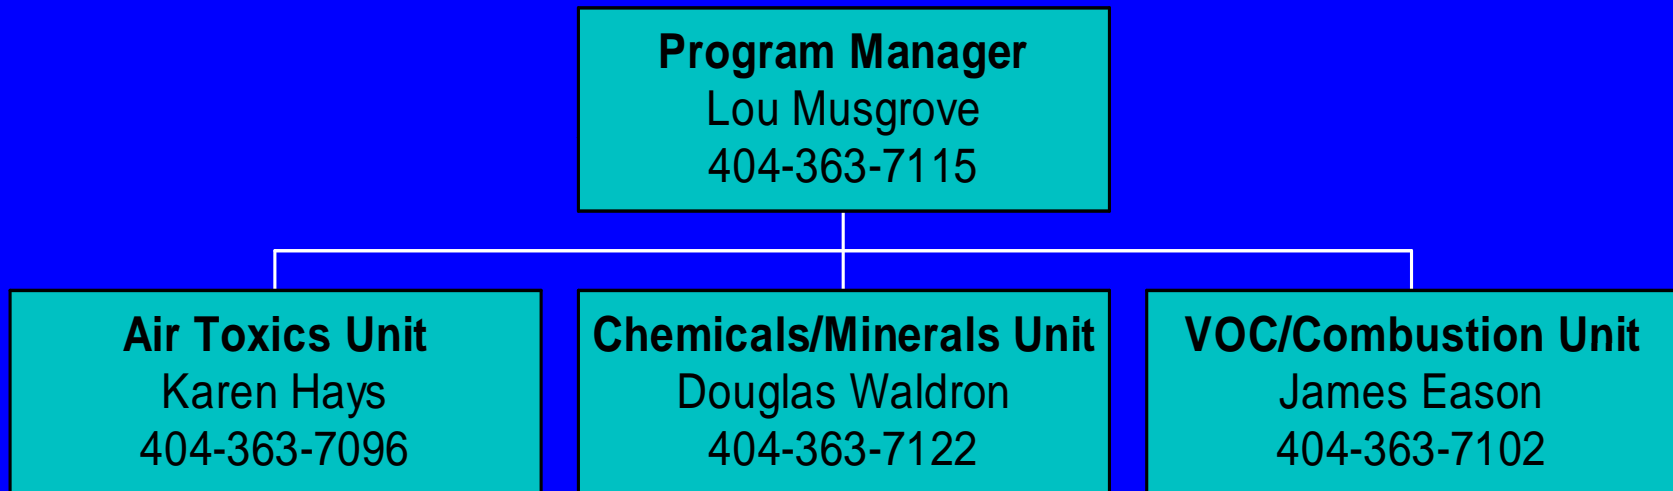 Program Manager
Lou Musgrove
404-363-7115
Air Toxics Unit
Karen Hays
404-363-7096
Chemicals/Minerals Unit
Douglas Waldron
404-363-7122
VOC/Combustion Unit
James Eason
404-363-7102